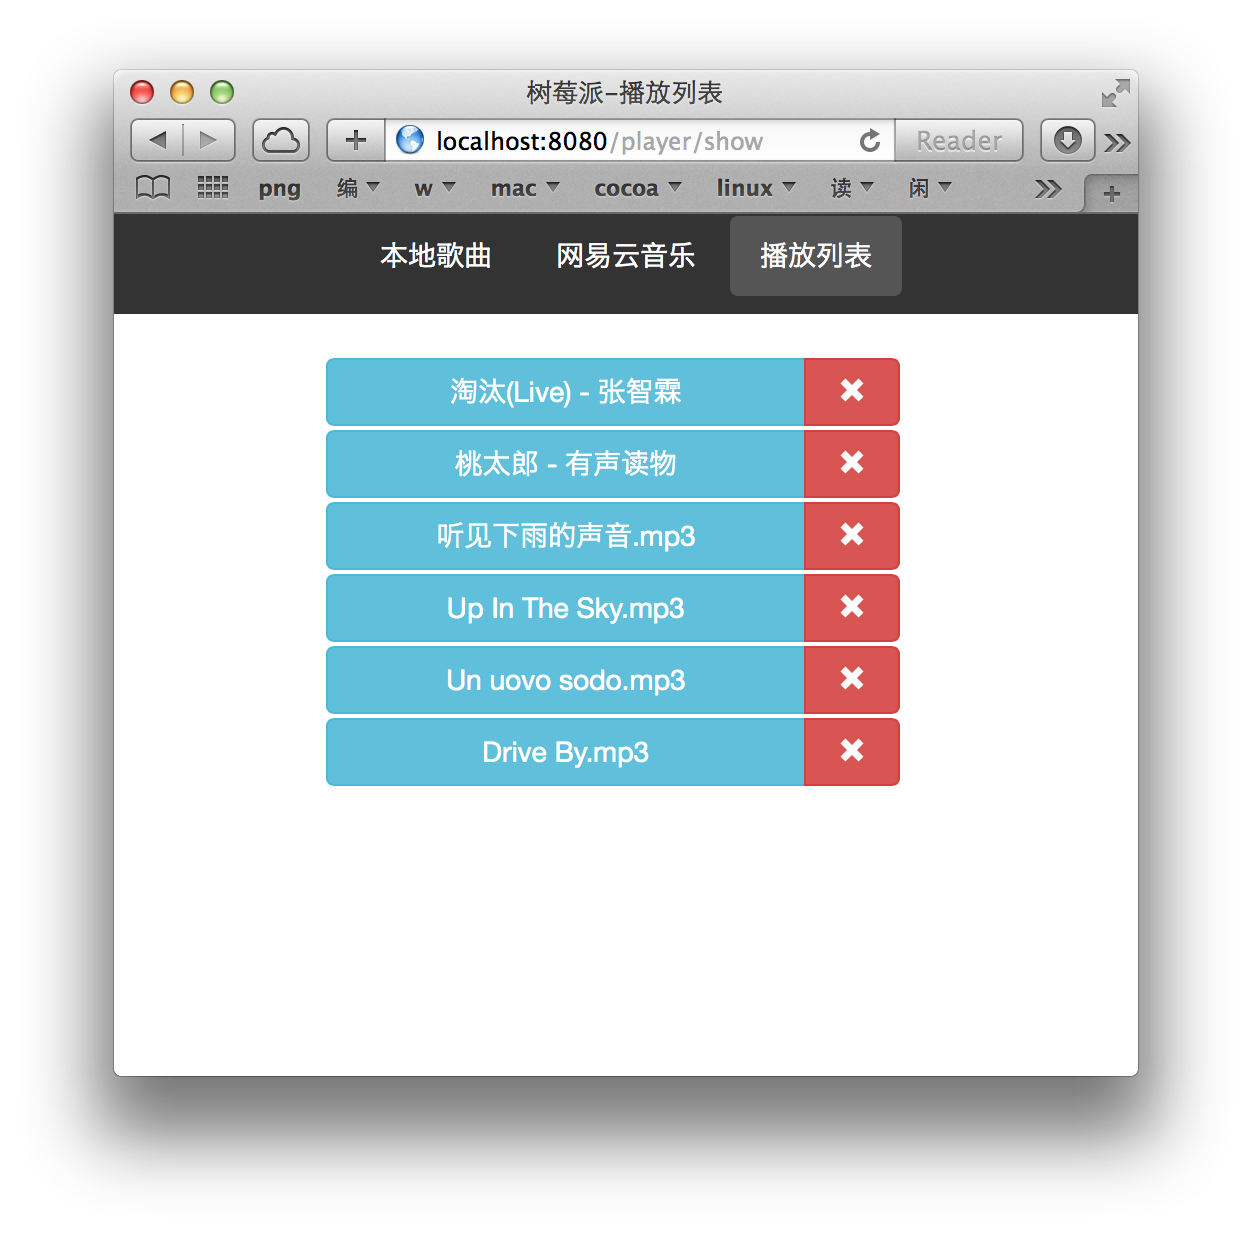 树莓派-播放列表
localhost:8080/player/show
Reader
png 编 w mac cocoa linux 读 闲
本地歌曲 网易云音乐 播放列表
淘汰(Live) - 张智霖
桃太郎 - 有声读物
听见下雨的声音.mp3
Up In The Sky.mp3
Un uovo sodo.mp3
Drive By.mp3